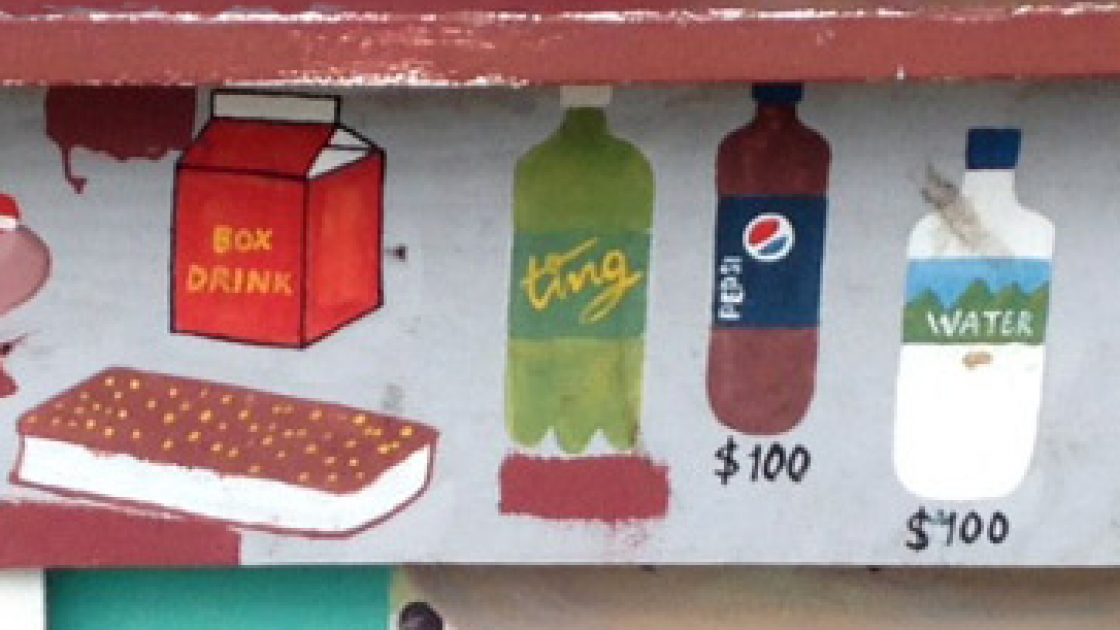 BOX
DRINK
ting
PEPSI
$100
WATER
$100